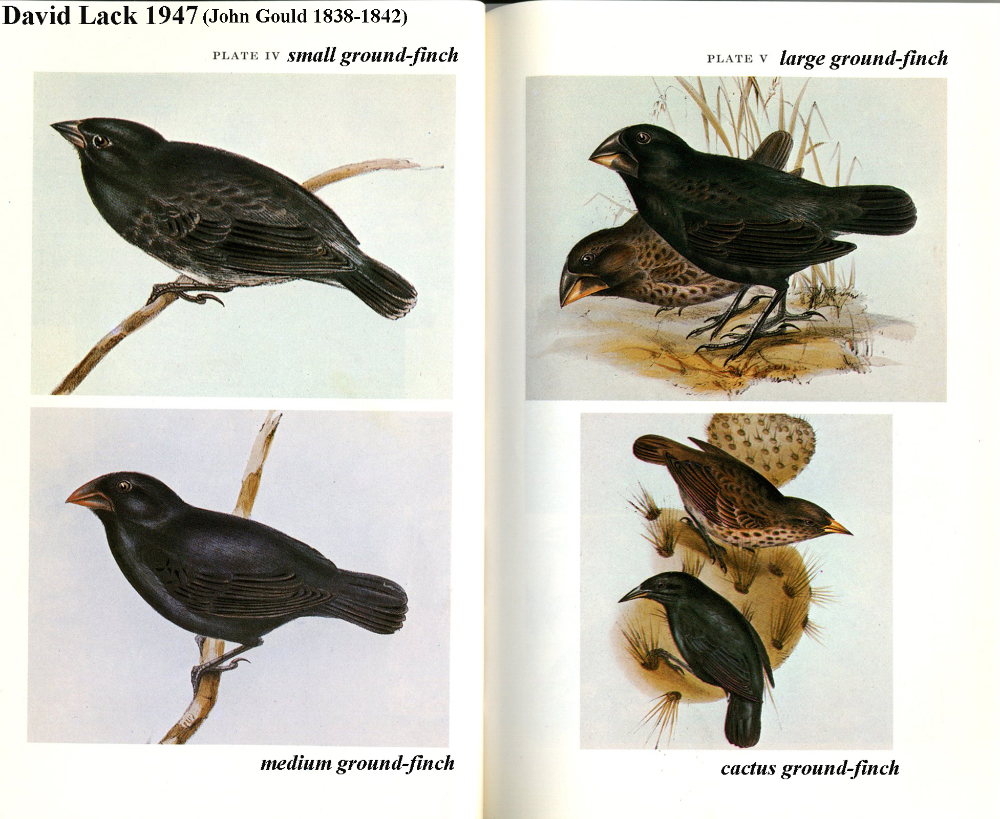 David Lack 1947 (John Gould 1838-1842)
PLATE IV small ground-finch
medium ground-finch
PLATE V large ground-finch
cactus ground-finch